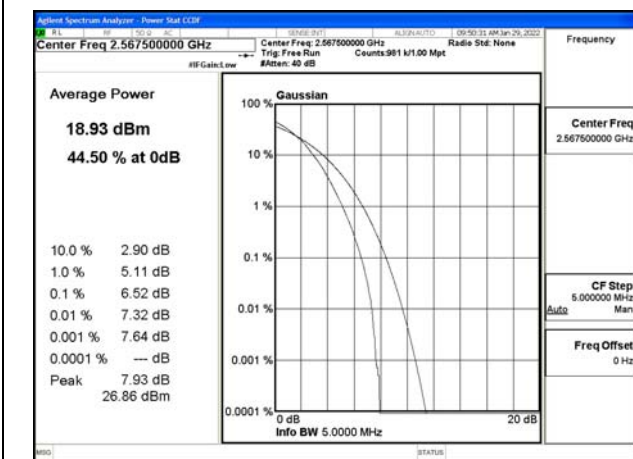 Agilent Spectrum Analyzer - Power Stat CCDF
RL RF 50 Ω AC SENSE:INT ALIGNAUTO 09:50:31 AM Jan 29, 2022
Center Freq 2.567500000 GHz
Center Freq: 2.567500000 GHz Radio Std: None
Trig: Free Run Counts:981 k/1.00 Mpt
#IFGain:Low #Atten: 40 dB
Frequency
Average Power
18.93 dBm
44.50 % at 0dB
10.0 % 2.90 dB
1.0 % 5.11 dB
0.1 % 6.52 dB
0.01 % 7.32 dB
0.001 % 7.64 dB
0.0001 % --- dB
Peak 7.93 dB
26.86 dBm
Gaussian
100 %
10 %
1 %
0.1 %
0.01 %
0.001 %
0.0001 %
0 dB 20 dB
Info BW 5.0000 MHz
Center Freq
2.567500000 GHz
CF Step
5.000000 MHz
Auto Man
Freq Offset
0 Hz
MSG STATUS